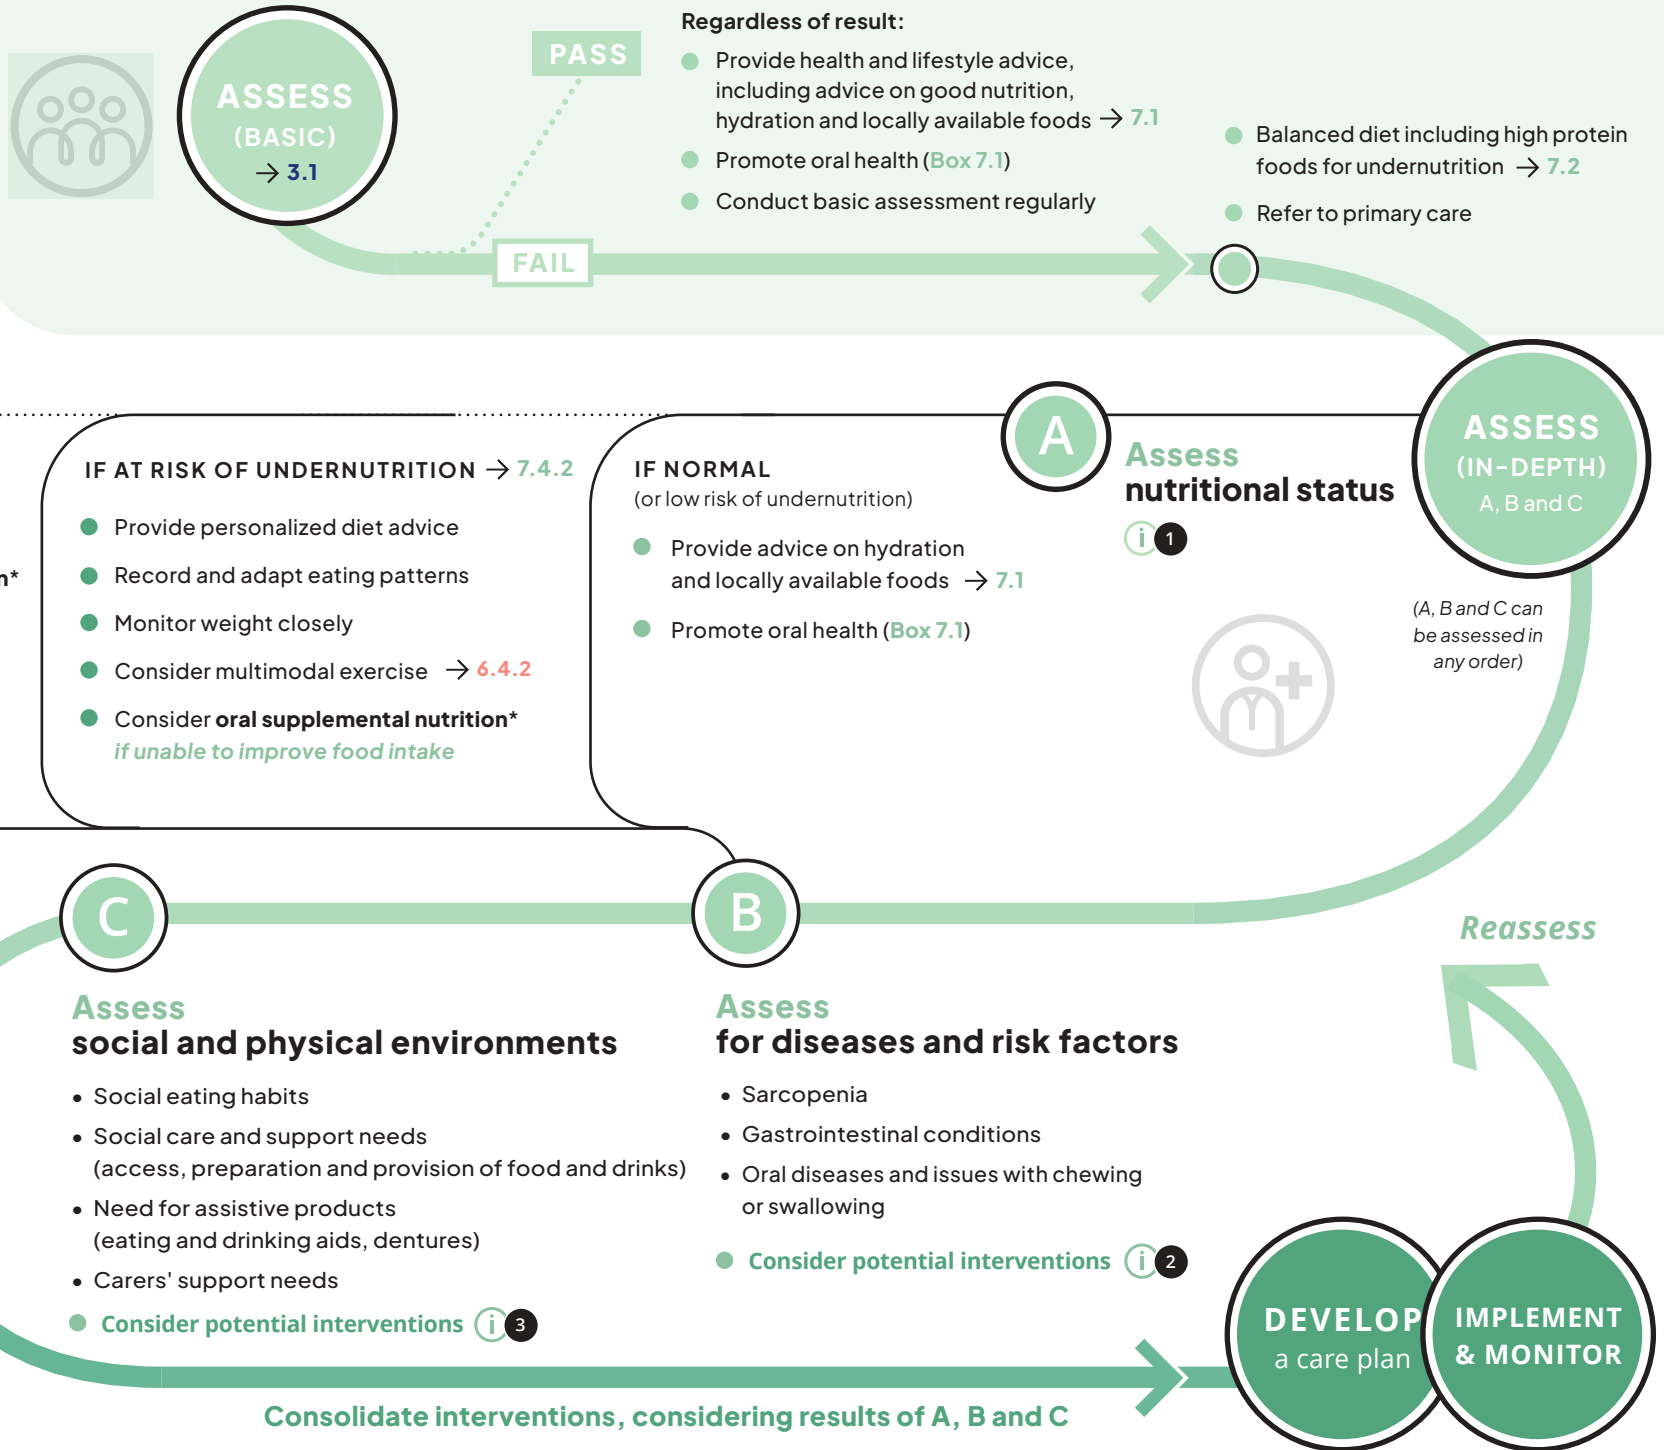 ASSESS
(BASIC)
→ 3.1
PASS
FAIL
Regardless of result:
Provide health and lifestyle advice,
including advice on good nutrition,
hydration and locally available foods → 7.1
Promote oral health (Box 7.1)
Conduct basic assessment regularly
Balanced diet including high protein
foods for undernutrition → 7.2
Refer to primary care
ASSESS
(IN-DEPTH)
A, B and C
(A, B and C can
be assessed in
any order)
A
Assess
nutritional status
i 1
IF NORMAL
(or low risk of undernutrition)
Provide advice on hydration
and locally available foods → 7.1
Promote oral health (Box 7.1)
IF AT RISK OF UNDERNUTRITION → 7.4.2
Provide personalized diet advice
Record and adapt eating patterns
Monitor weight closely
Consider multimodal exercise → 6.4.2
Consider oral supplemental nutrition*
if unable to improve food intake
n*
B
Assess
for diseases and risk factors
• Sarcopenia
• Gastrointestinal conditions
• Oral diseases and issues with chewing
or swallowing
Consider potential interventions i 2
C
Assess
social and physical environments
• Social eating habits
• Social care and support needs
(access, preparation and provision of food and drinks)
• Need for assistive products
(eating and drinking aids, dentures)
• Carers' support needs
Consider potential interventions i 3
Consolidate interventions, considering results of A, B and C
DEVELOP
a care plan
IMPLEMENT
& MONITOR
Reassess